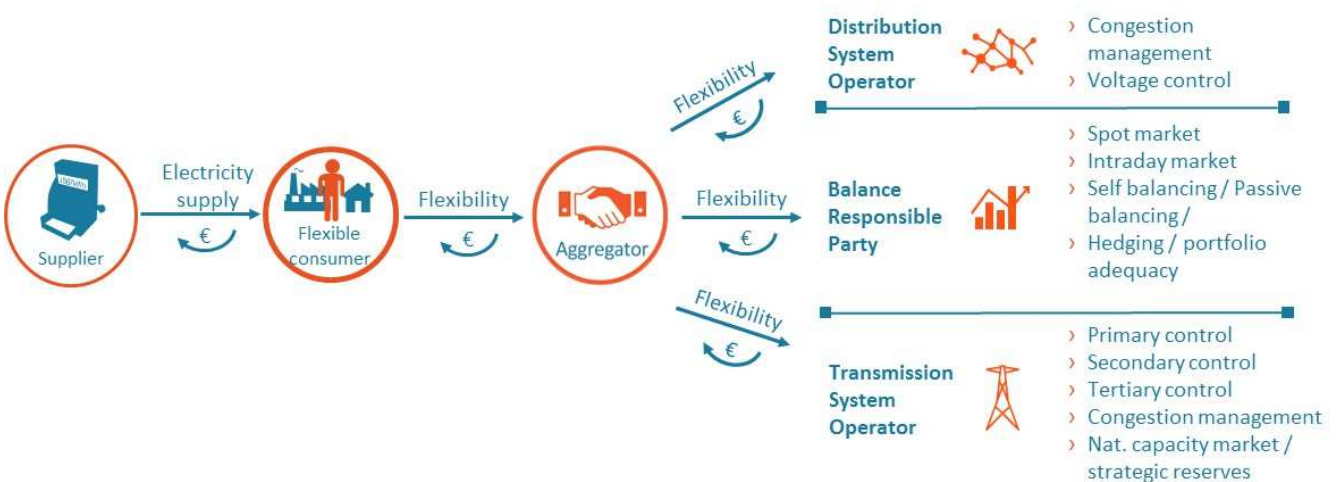 Distribution
System
Operator
› Congestion
management
› Voltage control
Flexibility
€
Supplier
Electricity
supply
€
Flexible
consumer
Flexibility
€
Aggregator
Flexibility
€
Balance
Responsible
Party
› Spot market
› Intraday market
› Self balancing / Passive
balancing /
› Hedging / portfolio
adequacy
Flexibility
€
Transmission
System
Operator
› Primary control
› Secondary control
› Tertiary control
› Congestion management
› Nat. capacity market /
strategic reserves